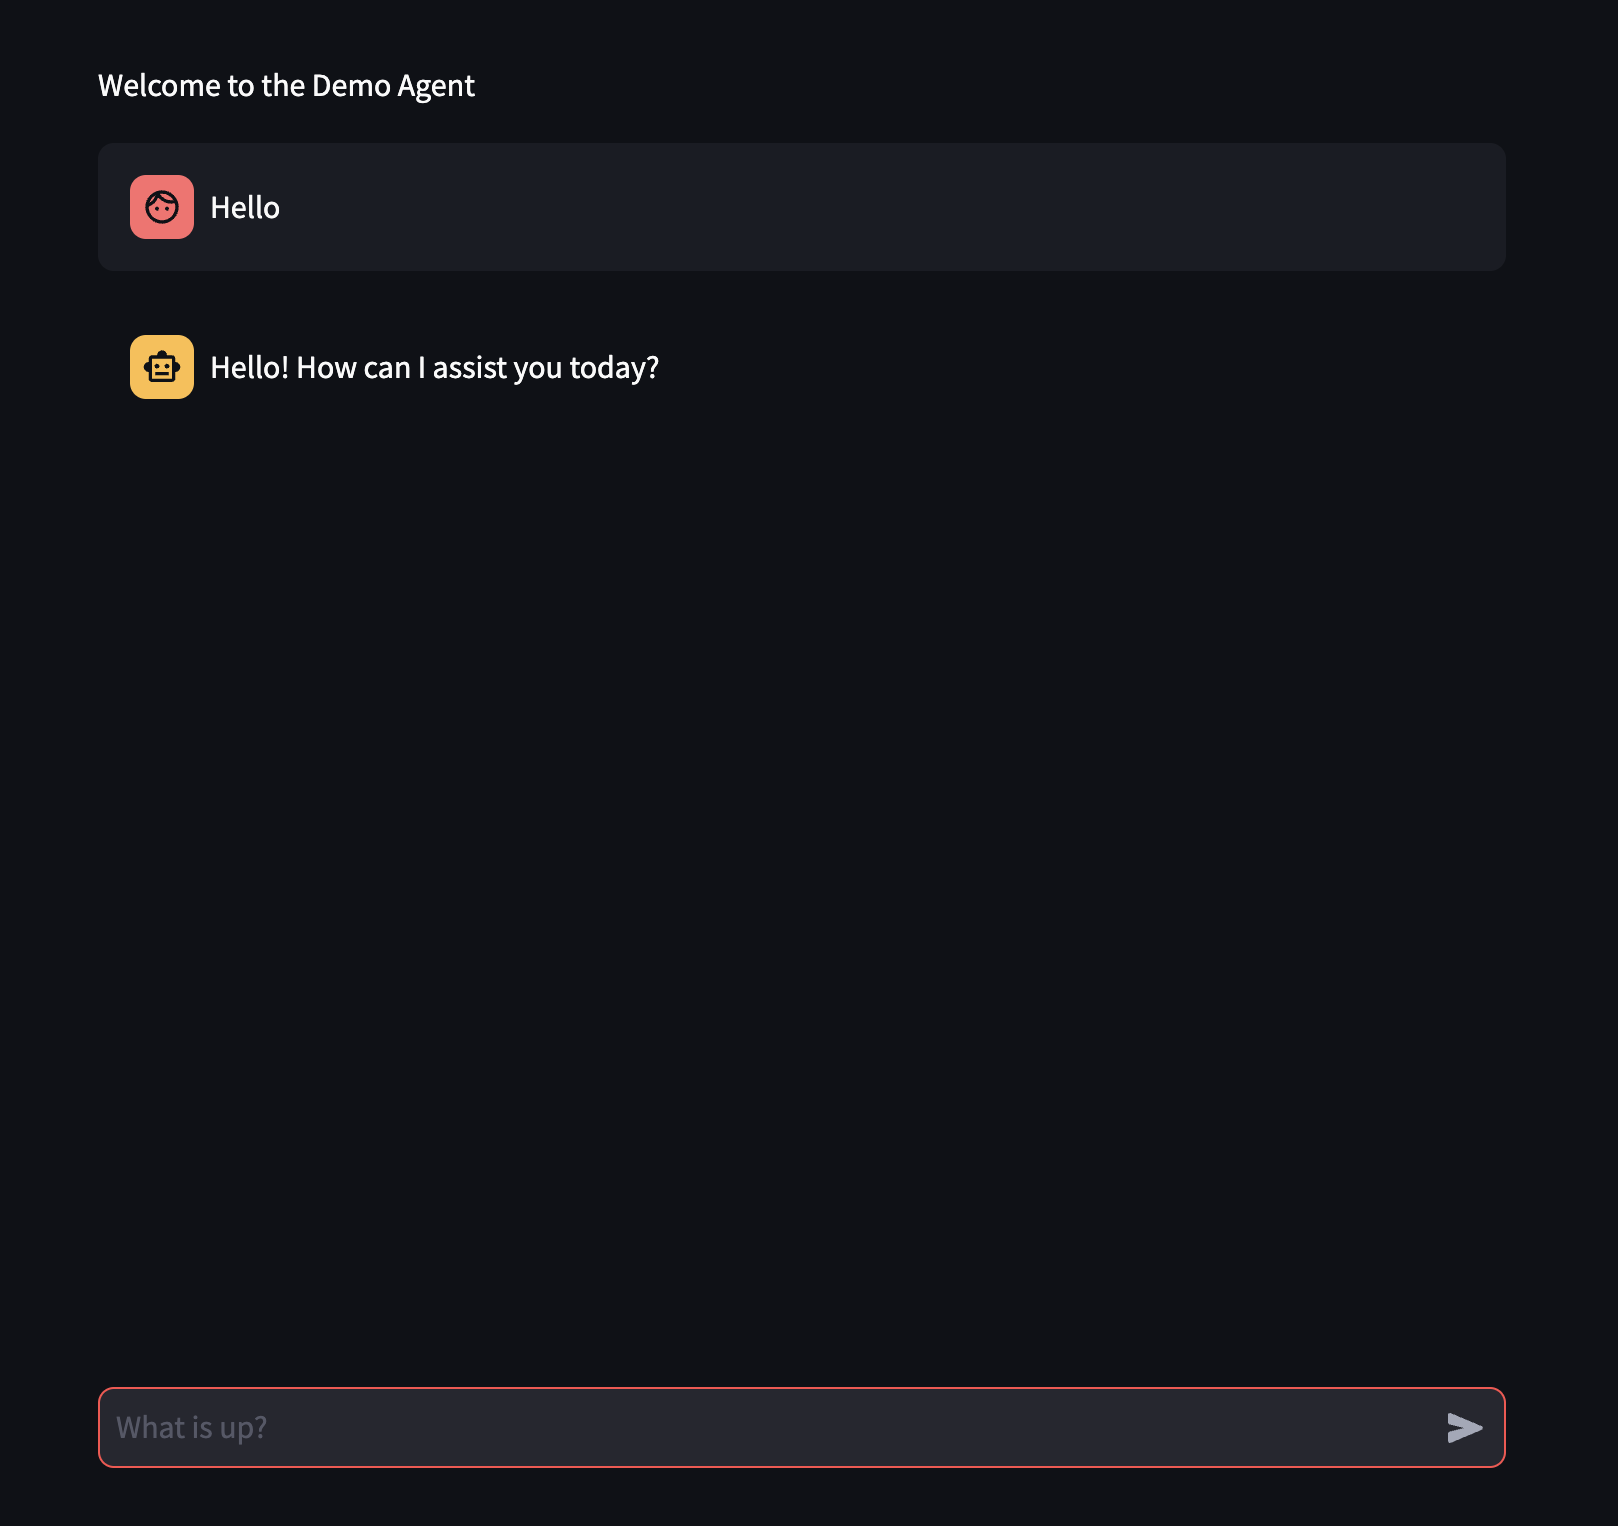 Welcome to the Demo Agent
Hello
Hello! How can I assist you today?
What is up?